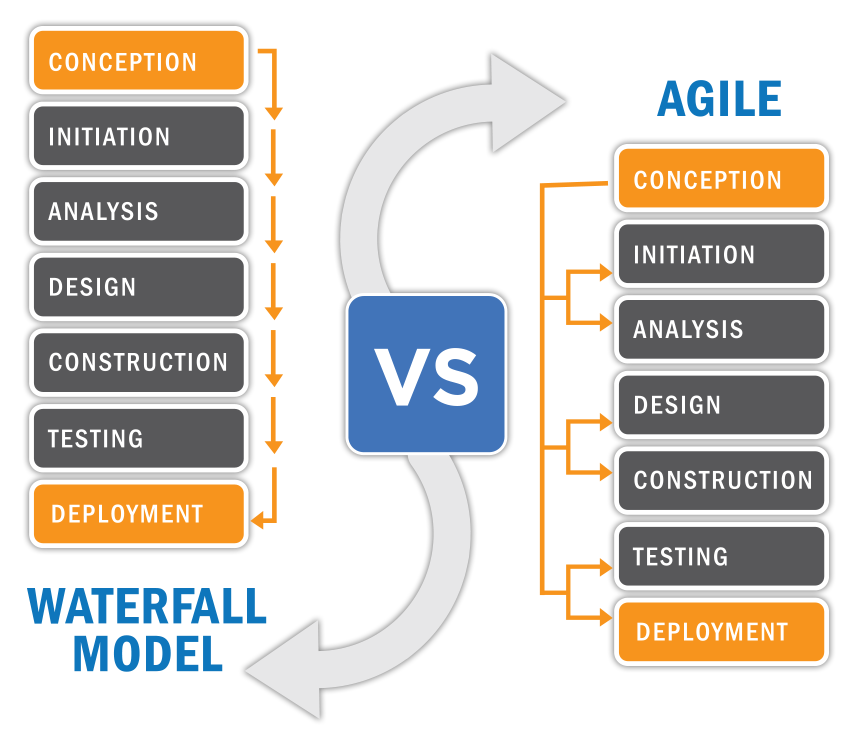 CONCEPTION
INITIATION
ANALYSIS
DESIGN
CONSTRUCTION
TESTING
DEPLOYMENT
WATERFALL
MODEL
VS
AGILE
CONCEPTION
INITIATION
ANALYSIS
DESIGN
CONSTRUCTION
TESTING
DEPLOYMENT